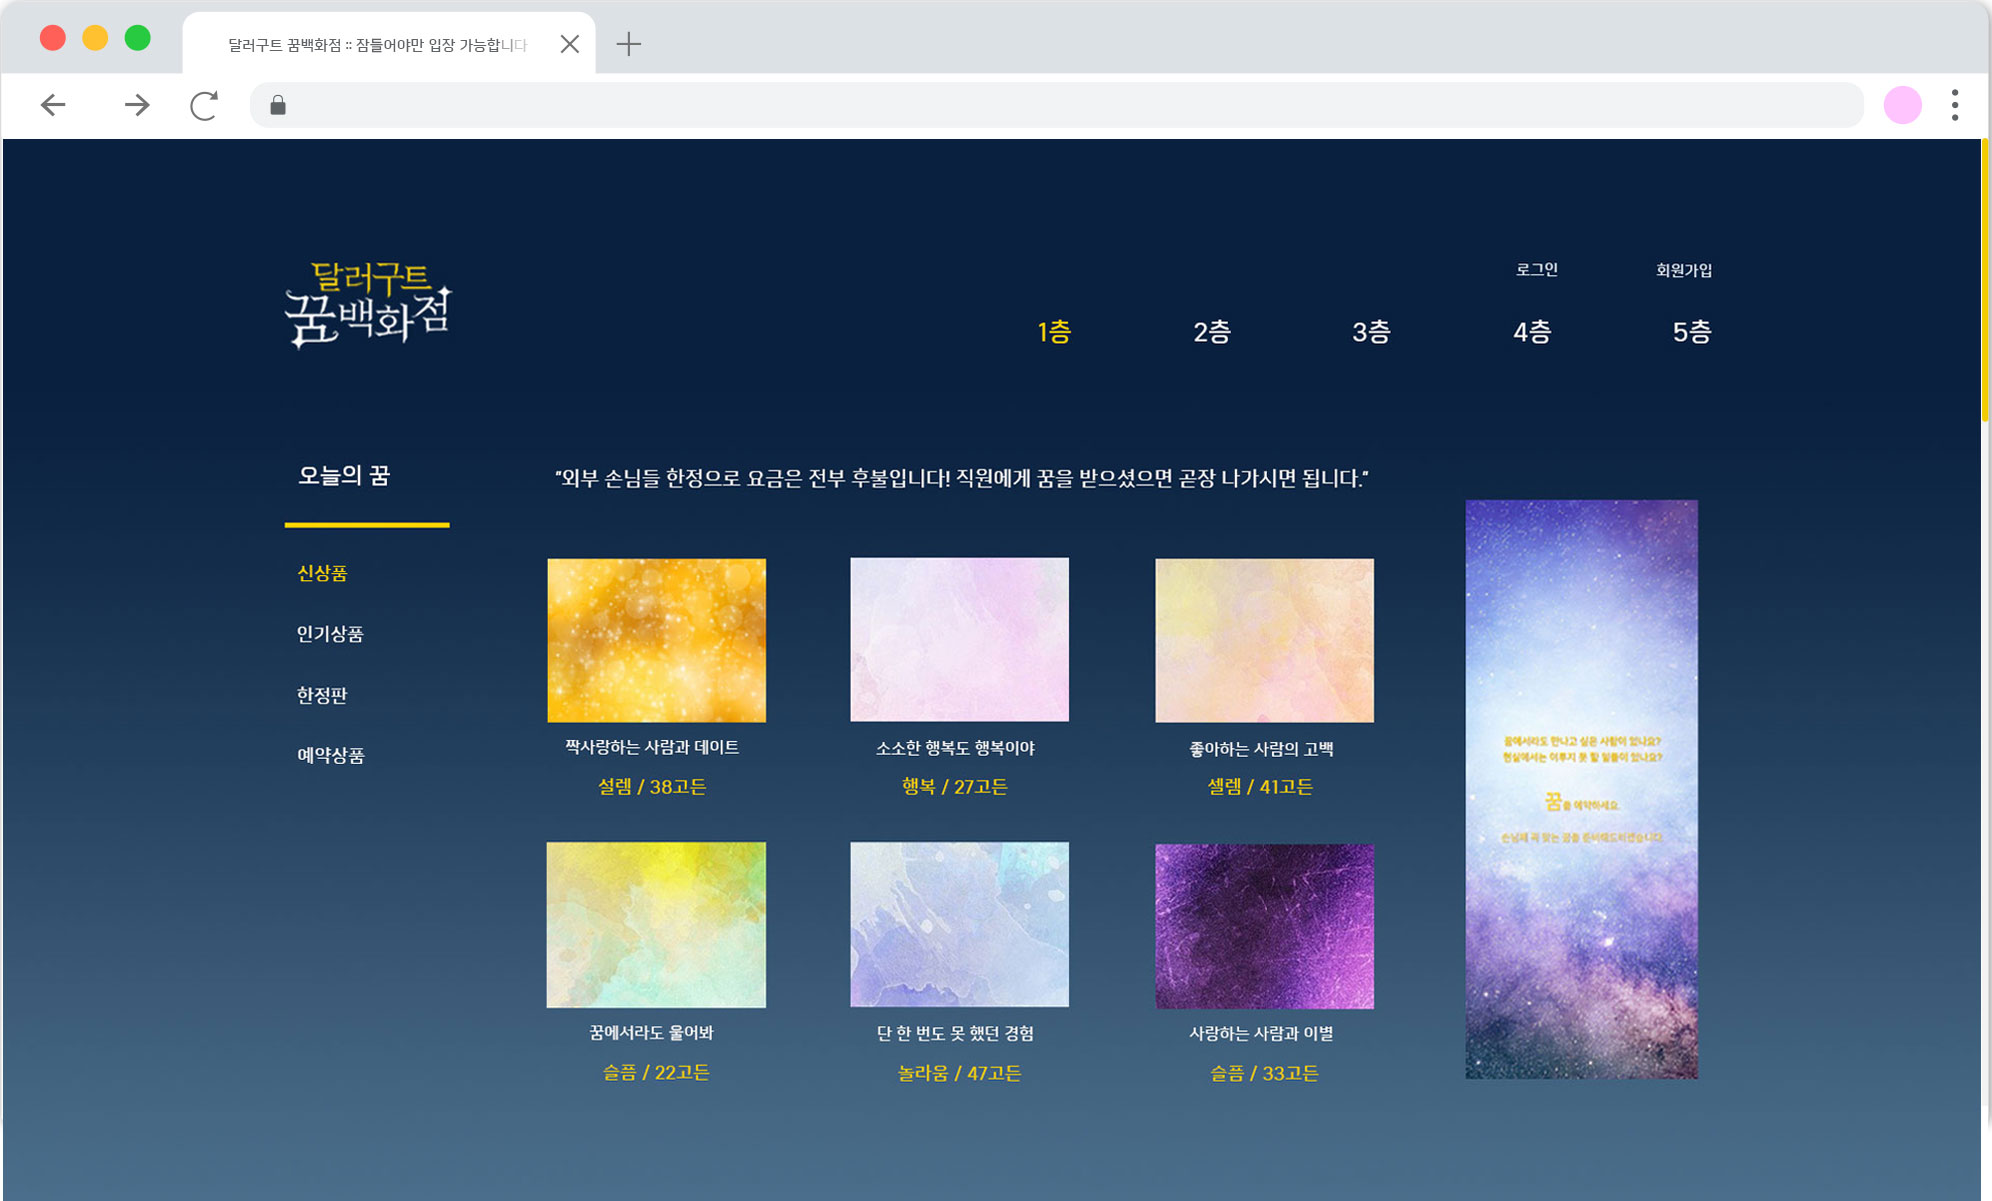 달러구트 꿈백화점 :: 잠들어야만 입장 가능합니다
달러구트
꿈백화점
로그인
회원가입
1층
2층
3층
4층
5층
오늘의 꿈
신상품
인기상품
한정판
예약상품
"외부 손님들 한정으로 요금은 전부 후불입니다! 직원에게 꿈을 받으셨으면 곧장 나가시면 됩니다."
짝사랑하는 사람과 데이트
설렘 / 38고든
소소한 행복도 행복이야
행복 / 27고든
좋아하는 사람의 고백
셀렘 / 41고든
꿈에서라도 울어봐
슬픔 / 22고든
단 한 번도 못 했던 경험
놀라움 / 47고든
사랑하는 사람과 이별
슬픔 / 33고든
꿈에서라도 만나고 싶은 사람이 있나요?
현실에서는 이루지 못 할 일들이 있나요?
꿈을 예약하세요.
손님께 꼭 맞는 꿈을 준비해드리겠습니다.